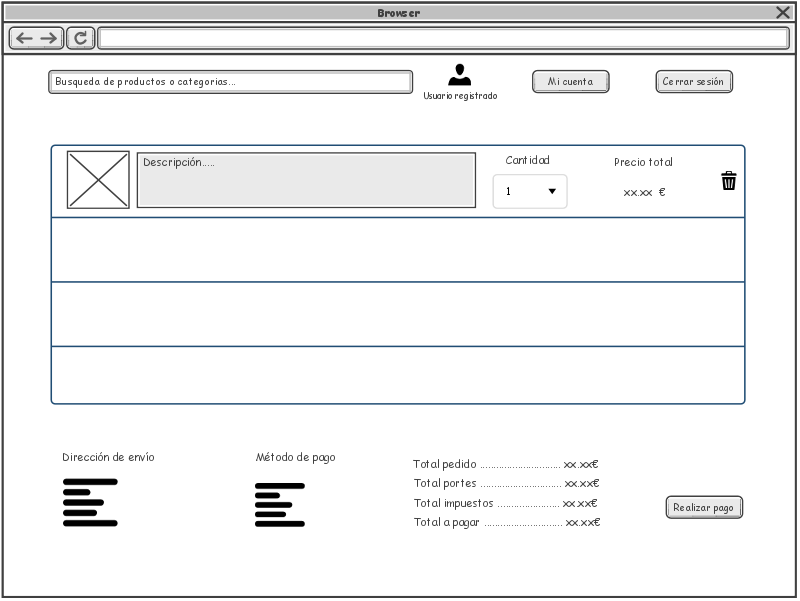 Browser
Busqueda de productos o categorias...
Usuario registrado
Mi cuenta
Cerrar sesión
Descripción.....
Cantidad
Precio total
1
xx.xx €
Dirección de envío
Método de pago
Total pedido .............................. xx.xx€
Total portes .............................. xx.xx€
Total impuestos ....................... xx.xx€
Total a pagar ............................. xx.xx€
Realizar pago